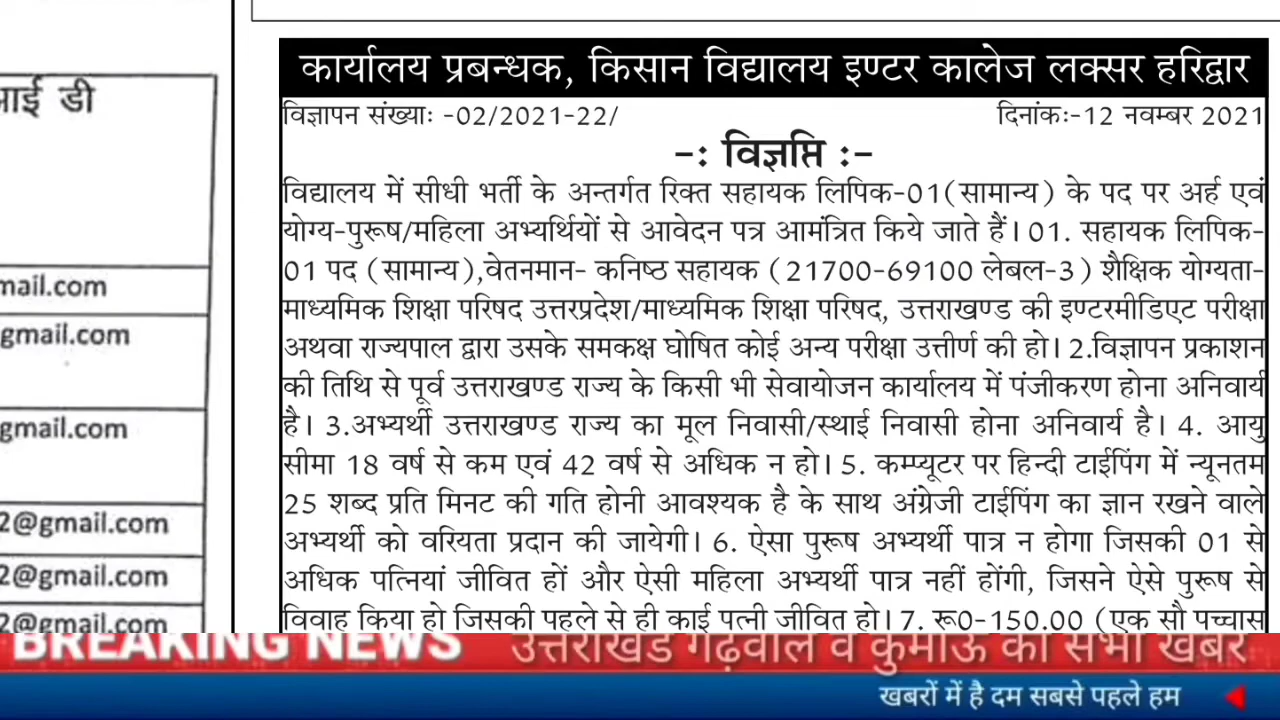 कार्यालय प्रबन्धक, किसान विद्यालय इण्टर कालेज लक्सर हरिद्वार
विज्ञापन संख्याः -02/2021-22/ दिनांकः-12 नवम्बर 2021
-: विज्ञप्ति :-
विद्यालय में सीधी भर्ती के अन्तर्गत रिक्त सहायक लिपिक-01(सामान्य) के पद पर अर्ह एवं
योग्य-पुरूष/महिला अभ्यर्थियों से आवेदन पत्र आमंत्रित किये जाते हैं। 01. सहायक लिपिक-
01 पद (सामान्य),वेतनमान- कनिष्ठ सहायक (21700-69100 लेबल-3) शैक्षिक योग्यता-
माध्यमिक शिक्षा परिषद उत्तरप्रदेश/माध्यमिक शिक्षा परिषद, उत्तराखण्ड की इण्टरमीडिएट परीक्षा
अथवा राज्यपाल द्वारा उसके समकक्ष घोषित कोई अन्य परीक्षा उत्तीर्ण की हो। 2.विज्ञापन प्रकाशन
की तिथि से पूर्व उत्तराखण्ड राज्य के किसी भी सेवायोजन कार्यालय में पंजीकरण होना अनिवार्य
है। 3.अभ्यर्थी उत्तराखण्ड राज्य का मूल निवासी/स्थाई निवासी होना अनिवार्य है। 4. आयु
सीमा 18 वर्ष से कम एवं 42 वर्ष से अधिक न हो। 5. कम्प्यूटर पर हिन्दी टाईपिंग में न्यूनतम
25 शब्द प्रति मिनट की गति होनी आवश्यक है के साथ अंग्रेजी टाईपिंग का ज्ञान रखने वाले
अभ्यर्थी को वरियता प्रदान की जायेगी। 6. ऐसा पुरूष अभ्यर्थी पात्र न होगा जिसकी 01 से
अधिक पत्नियां जीवित हों और ऐसी महिला अभ्यर्थी पात्र नहीं होंगी, जिसने ऐसे पुरूष से
विवाह किया हो जिसकी पहले से ही काई पत्नी जीवित हो। 7. रू0-150.00 (एक सौ पच्चास
आई डी
mail.com
gmail.com
gmail.com
2@gmail.com
2@gmail.com
2@gmail.com
BREAKING NEWS उत्तराखंड गढ़वाल व कुमाऊं की सभी खबर
खबरों में है दम सबसे पहले हम